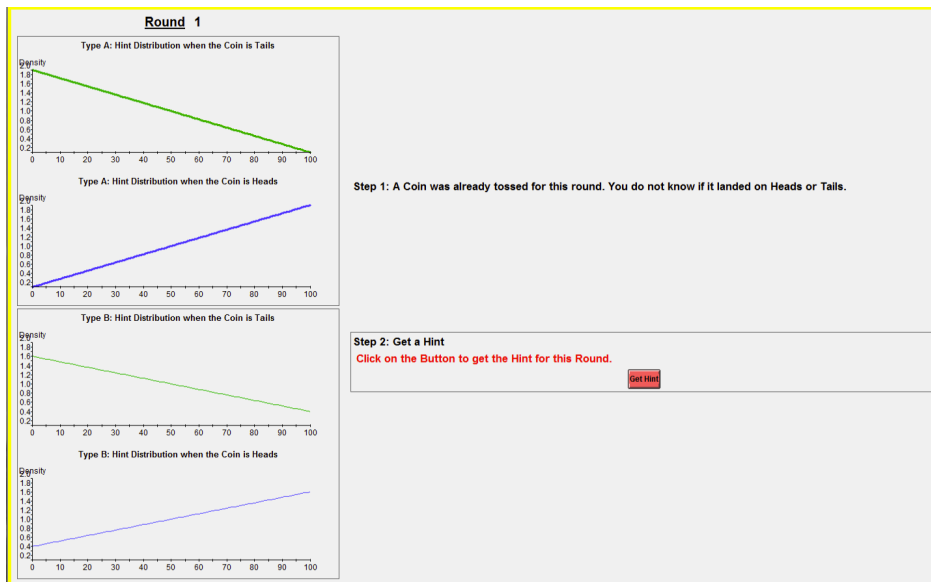 Round 1
Type A: Hint Distribution when the Coin is Tails
Density
2.0
1.8
1.6
1.4
1.2
1.0
0.8
0.6
0.4
0.2
0 10 20 30 40 50 60 70 80 90 100
Type A: Hint Distribution when the Coin is Heads
Density
2.0
1.8
1.6
1.4
1.2
1.0
0.8
0.6
0.4
0.2
0 10 20 30 40 50 60 70 80 90 100
Type B: Hint Distribution when the Coin is Tails
Density
2.0
1.8
1.6
1.4
1.2
1.0
0.8
0.6
0.4
0.2
0 10 20 30 40 50 60 70 80 90 100
Type B: Hint Distribution when the Coin is Heads
Density
2.0
1.8
1.6
1.4
1.2
1.0
0.8
0.6
0.4
0.2
0 10 20 30 40 50 60 70 80 90 100
Step 1: A Coin was already tossed for this round. You do not know if it landed on Heads or Tails.
Step 2: Get a Hint
Click on the Button to get the Hint for this Round.
Get Hint